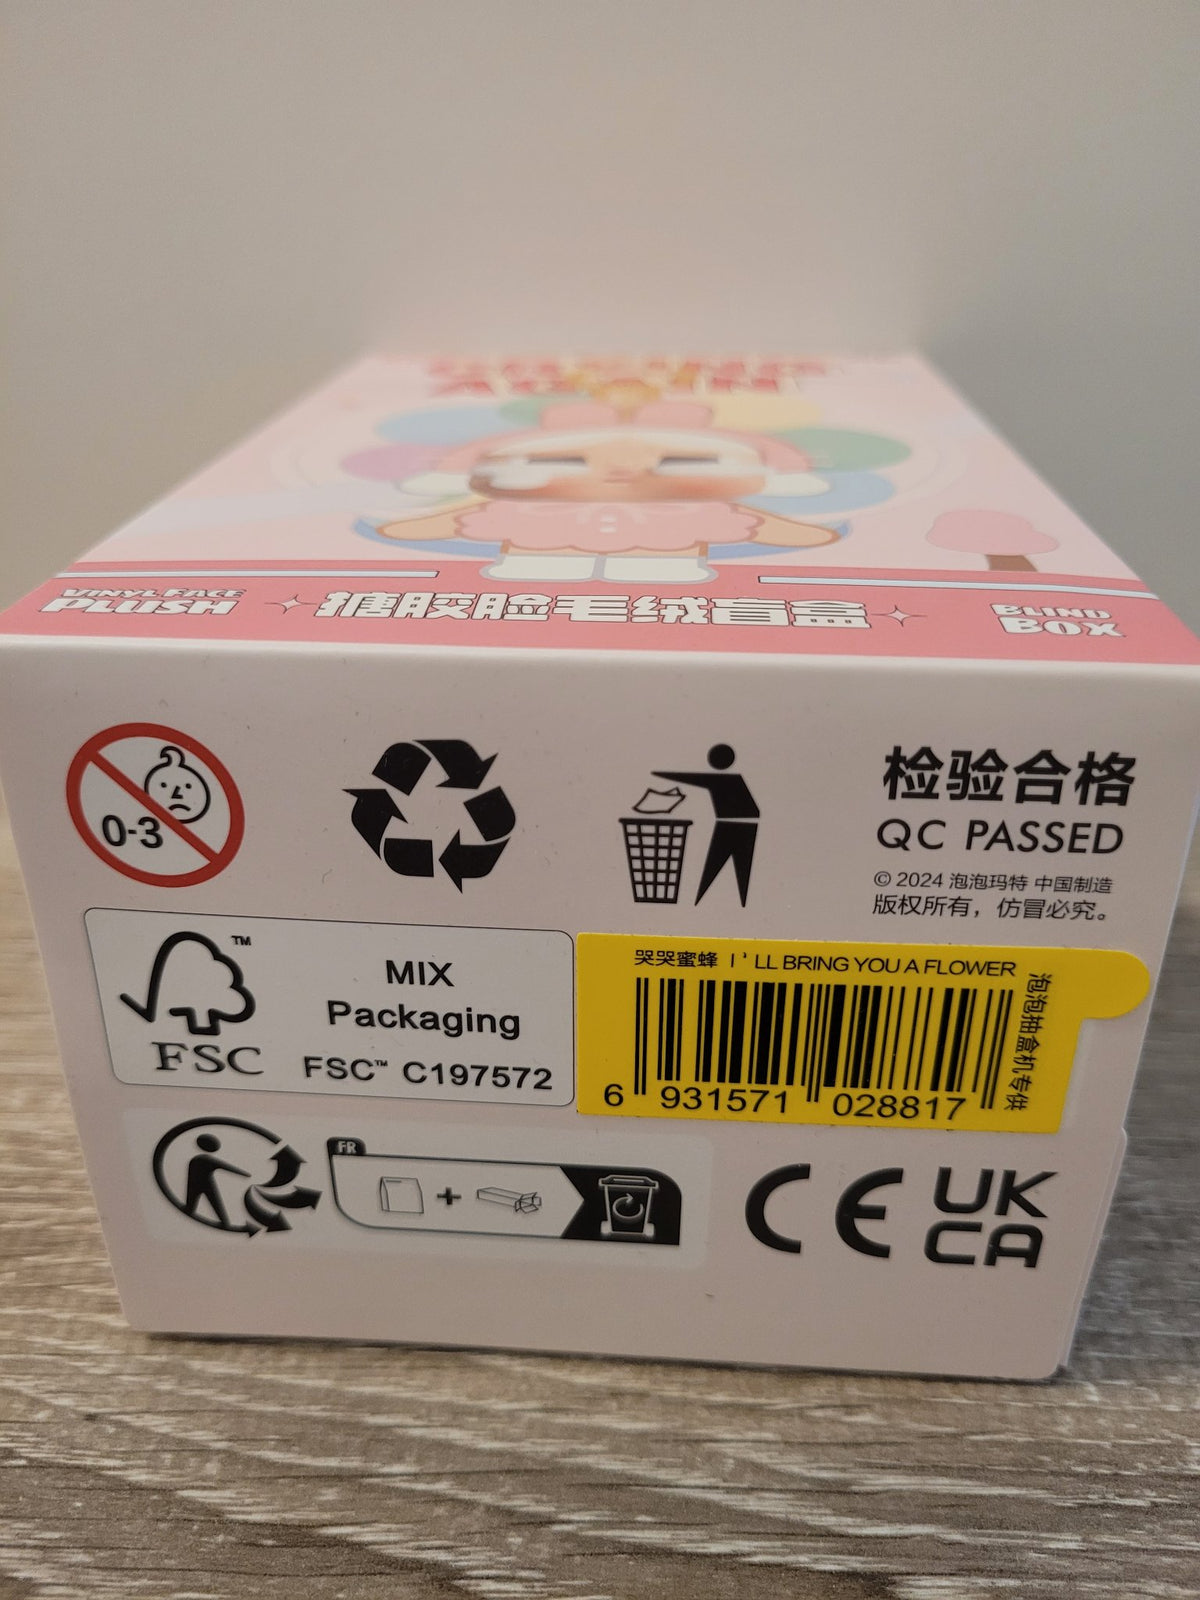 AGAIN
VINYL FACE
PLUSH
搪胶脸毛绒盲盒
BLIND
BOX
0-3
检验合格
QC PASSED
© 2024 泡泡玛特 中国制造
版权所有，仿冒必究。
TM
FSC
MIX
Packaging
FSC™ C197572
哭哭蜜蜂 I' LL BRING YOU A FLOWER
泡泡抽盒机专供
6 931571 028817
FR
CE
UK
CA